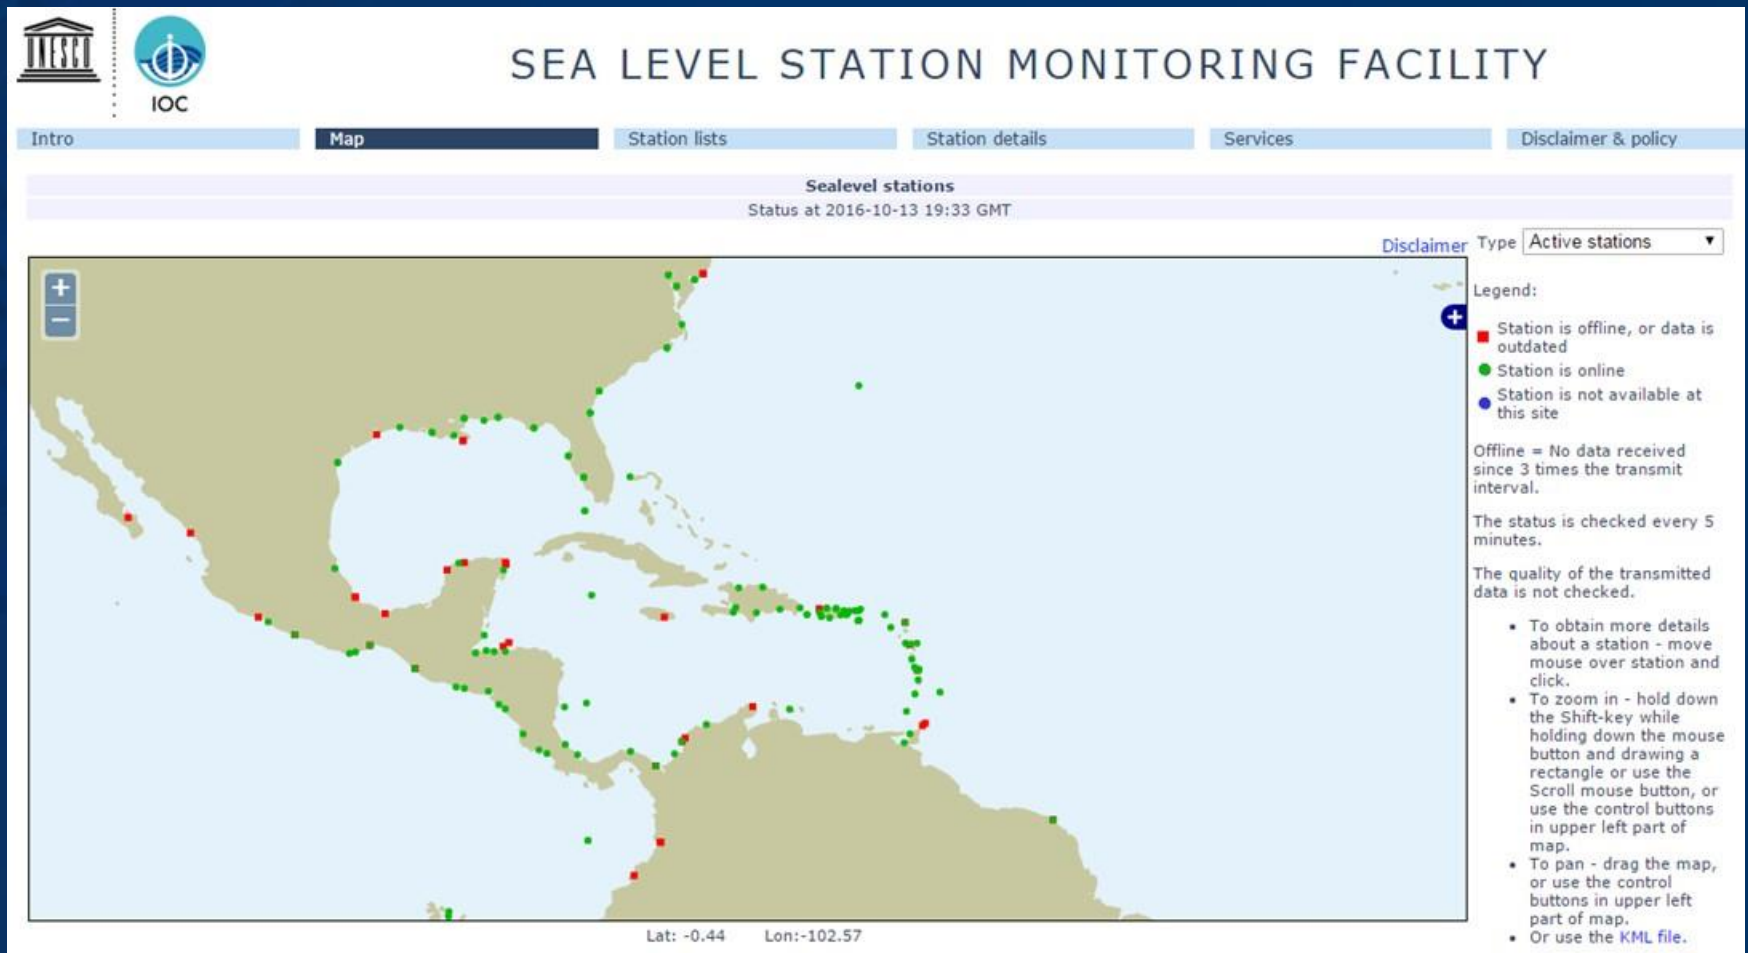 UNESCO
IOC
SEA LEVEL STATION MONITORING FACILITY
Intro
Map
Station lists
Station details
Services
Disclaimer & policy
Sealevel stations
Status at 2016-10-13 19:33 GMT
Disclaimer
Type
Active stations
+
−
+
Legend:
Station is offline, or data is
outdated
Station is online
Station is not available at
this site
Offline = No data received
since 3 times the transmit
interval.
The status is checked every 5
minutes.
The quality of the transmitted
data is not checked.
• To obtain more details
about a station - move
mouse over station and
click.
• To zoom in - hold down
the Shift-key while
holding down the mouse
button and drawing a
rectangle or use the
Scroll mouse button, or
use the control buttons
in upper left part of
map.
• To pan - drag the map,
or use the control
buttons in upper left
part of map.
• Or use the KML file.
Lat: -0.44 Lon:-102.57